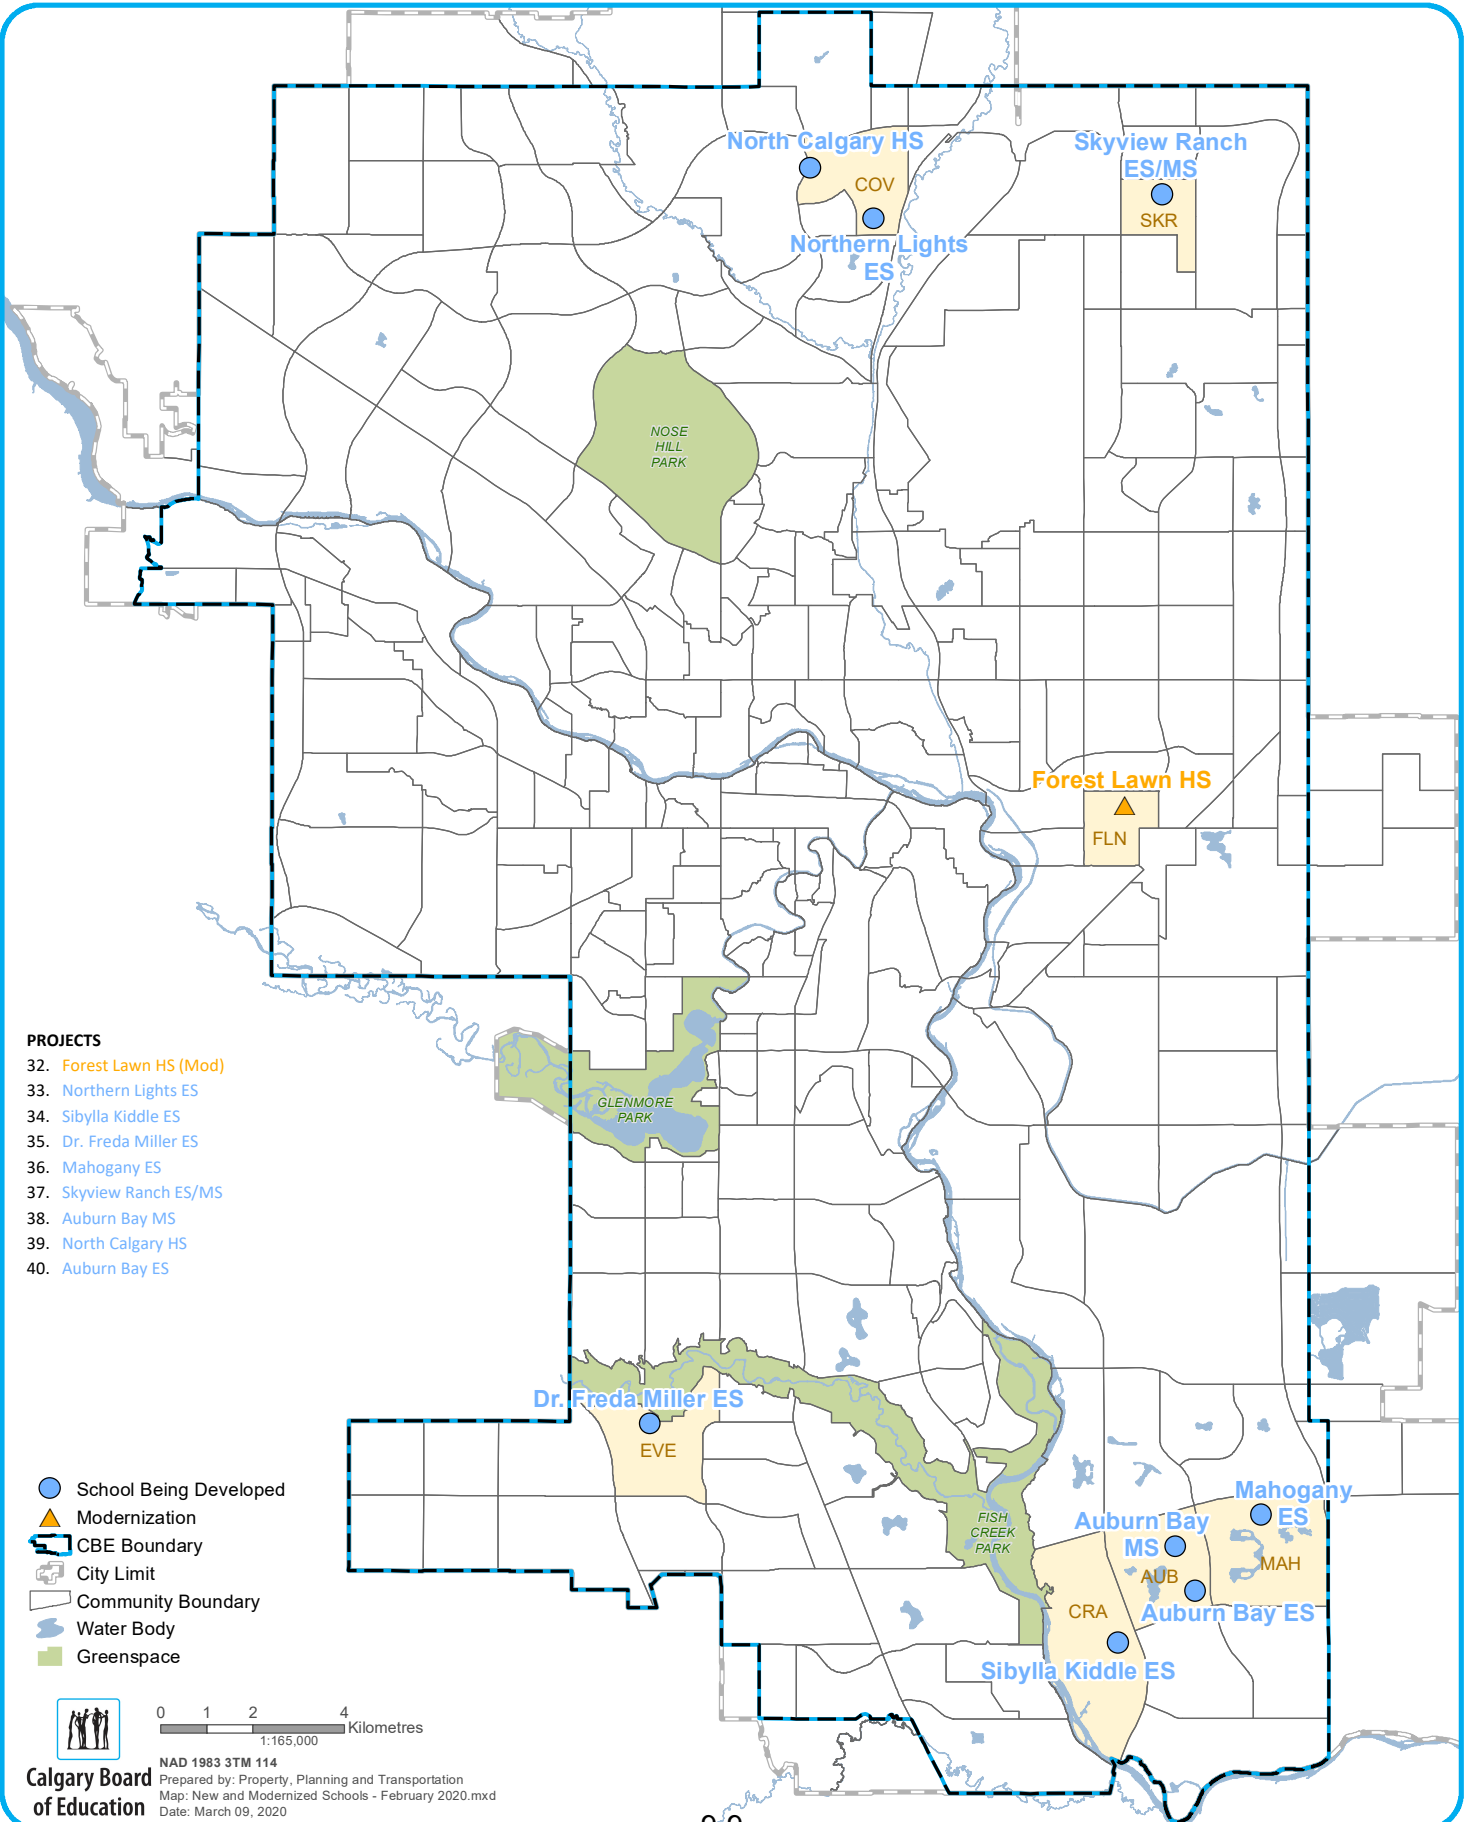 North Calgary HS
COV
Northern Lights
ES
Skyview Ranch
ES/MS
SKR
NOSE
HILL
PARK
Forest Lawn HS
FLN
PROJECTS
32. Forest Lawn HS (Mod)
33. Northern Lights ES
34. Sibylla Kiddle ES
35. Dr. Freda Miller ES
36. Mahogany ES
37. Skyview Ranch ES/MS
38. Auburn Bay MS
39. North Calgary HS
40. Auburn Bay ES
GLENMORE
PARK
Dr. Freda Miller ES
EVE
FISH
CREEK
PARK
Mahogany
ES
MAH
Auburn Bay
MS
AUB
Auburn Bay ES
CRA
Sibylla Kiddle ES
School Being Developed
Modernization
CBE Boundary
City Limit
Community Boundary
Water Body
Greenspace
0 1 2 4
Kilometres
1:165,000
Calgary Board
of Education
NAD 1983 3TM 114
Prepared by: Property, Planning and Transportation
Map: New and Modernized Schools - February 2020.mxd
Date: March 09, 2020